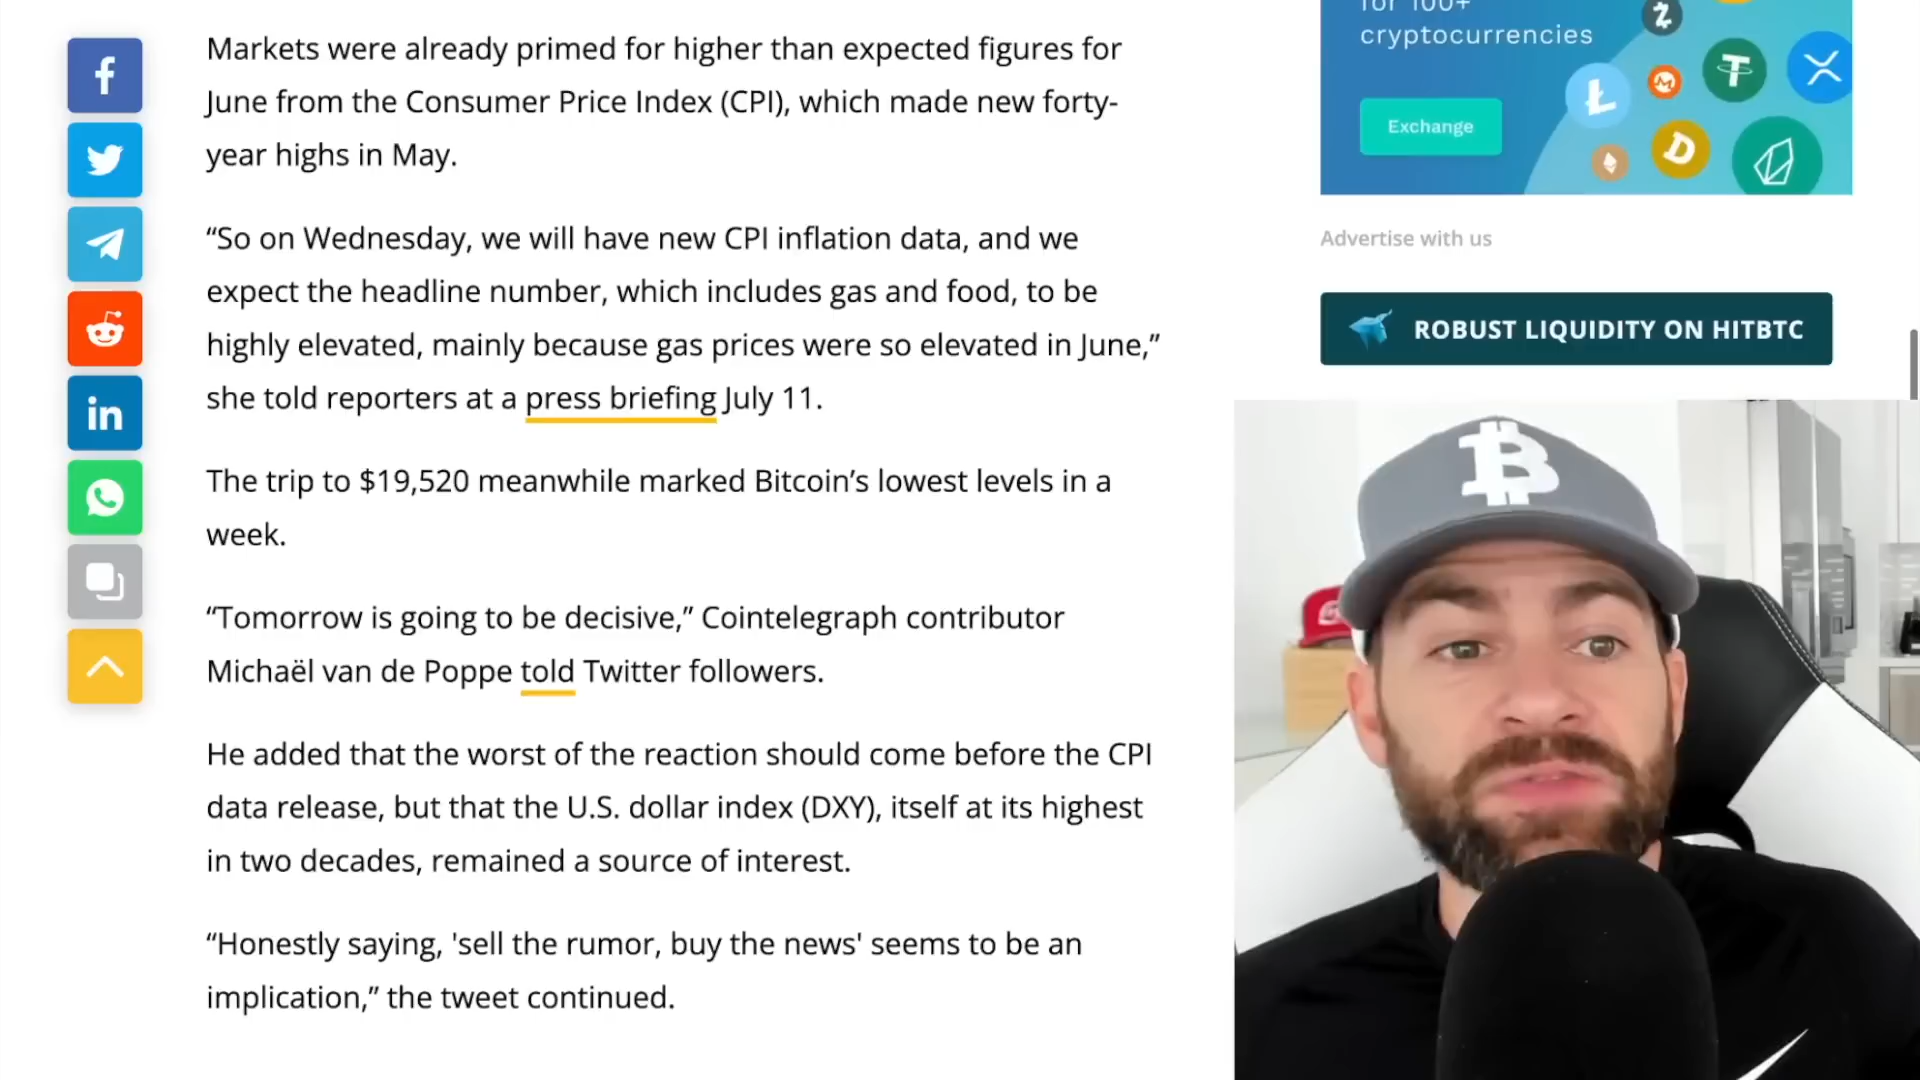 Markets were already primed for higher than expected figures for
June from the Consumer Price Index (CPI), which made new forty-
year highs in May.
“So on Wednesday, we will have new CPI inflation data, and we
expect the headline number, which includes gas and food, to be
highly elevated, mainly because gas prices were so elevated in June,”
she told reporters at a press briefing July 11.
The trip to $19,520 meanwhile marked Bitcoin’s lowest levels in a
week.
“Tomorrow is going to be decisive,” Cointelegraph contributor
Michaël van de Poppe told Twitter followers.
He added that the worst of the reaction should come before the CPI
data release, but that the U.S. dollar index (DXY), itself at its highest
in two decades, remained a source of interest.
“Honestly saying, 'sell the rumor, buy the news' seems to be an
implication,” the tweet continued.
for 100+
cryptocurrencies
Exchange
Advertise with us
ROBUST LIQUIDITY ON HITBTC